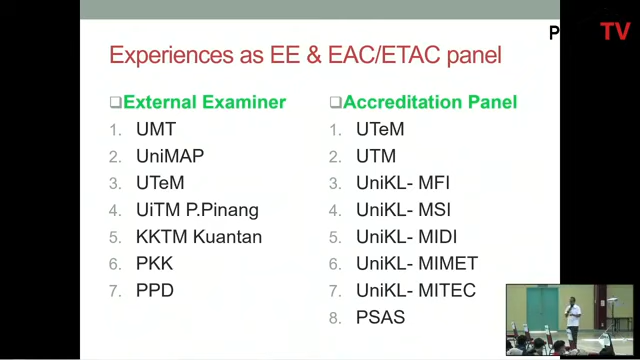 P
TV
Experiences as EE & EAC/ETAC panel
External Examiner
1. UMT
2. UniMAP
3. UTeM
4. UiTM P.Pinang
5. KKTM Kuantan
6. PKK
7. PPD
Accreditation Panel
1. UTeM
2. UTM
3. UniKL- MFI
4. UniKL- MSI
5. UniKL- MIDI
6. UniKL- MIMET
7. UniKL- MITEC
8. PSAS